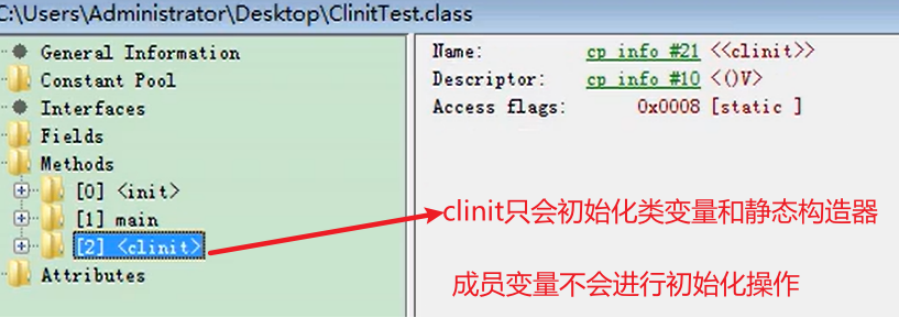 C:\Users\Administrator\Desktop\ClinitTest.class
General Information
Constant Pool
Interfaces
Fields
Methods
[0] <init>
[1] main
[2] <clinit>
Attributes
Name: cp info #21 <<clinit>>
Descriptor: cp info #10 <()V>
Access flags: 0x0008 [static ]
clinit只会初始化类变量和静态构造器
成员变量不会进行初始化操作